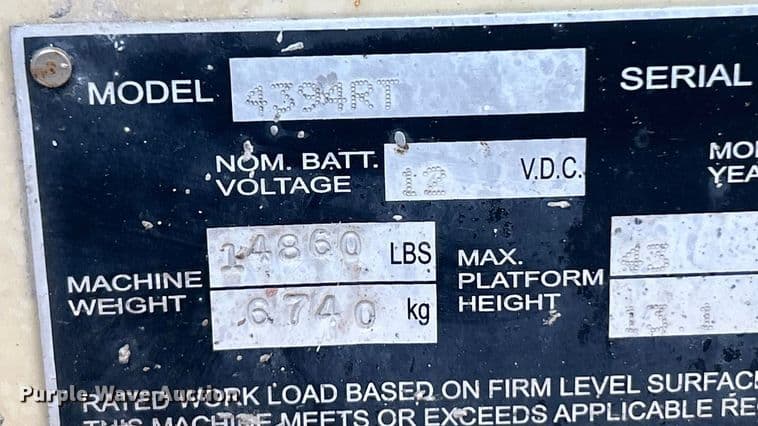 MODEL 4394RT SERIAL
NOM. BATT. VOLTAGE 12 V.D.C.
MACHINE WEIGHT 14860 LBS
6740 kg
MAX. PLATFORM HEIGHT 43
RATED WORK LOAD BASED ON FIRM LEVEL
THIS MACHINE MEETS OR EXCEEDS APPLICABLE
Purple Wave Auction